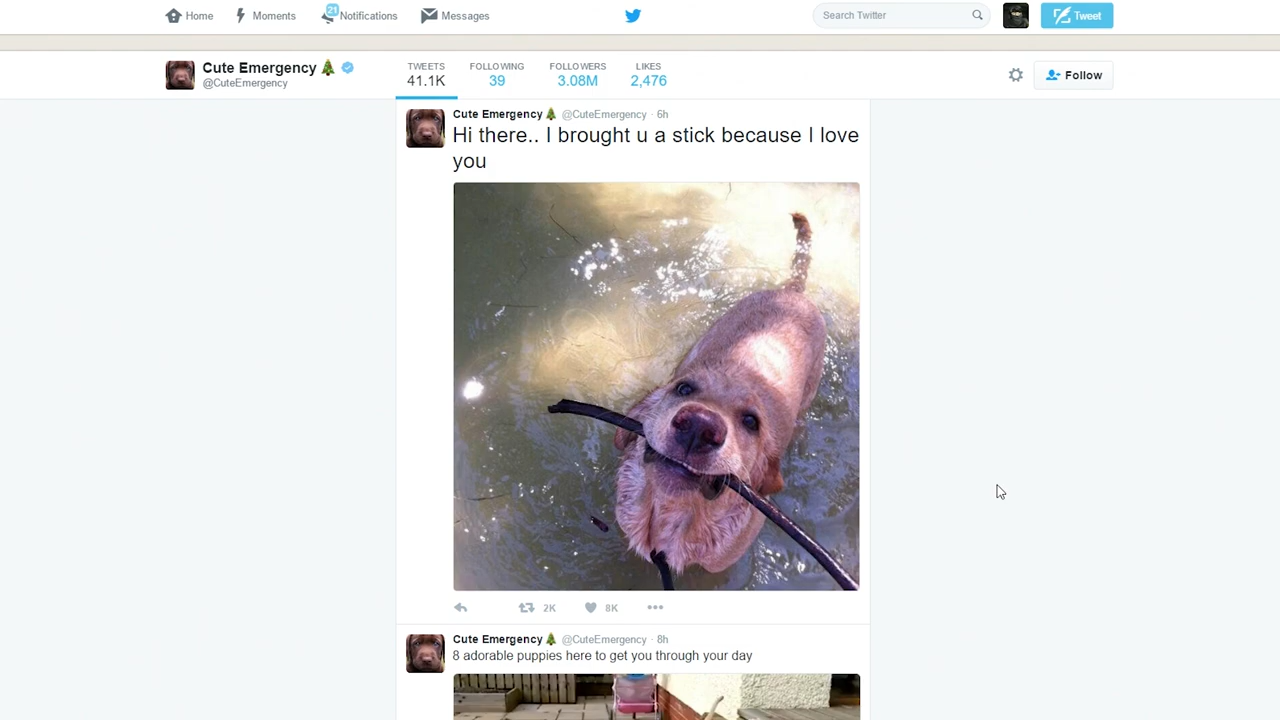 Home Moments 21 Notifications Messages Search Twitter Tweet
Cute Emergency
@CuteEmergency
TWEETS FOLLOWING FOLLOWERS LIKES
41.1K 39 3.08M 2,476
Follow
Cute Emergency @CuteEmergency · 6h
Hi there.. I brought u a stick because I love
you
2K 8K
Cute Emergency @CuteEmergency · 8h
8 adorable puppies here to get you through your day